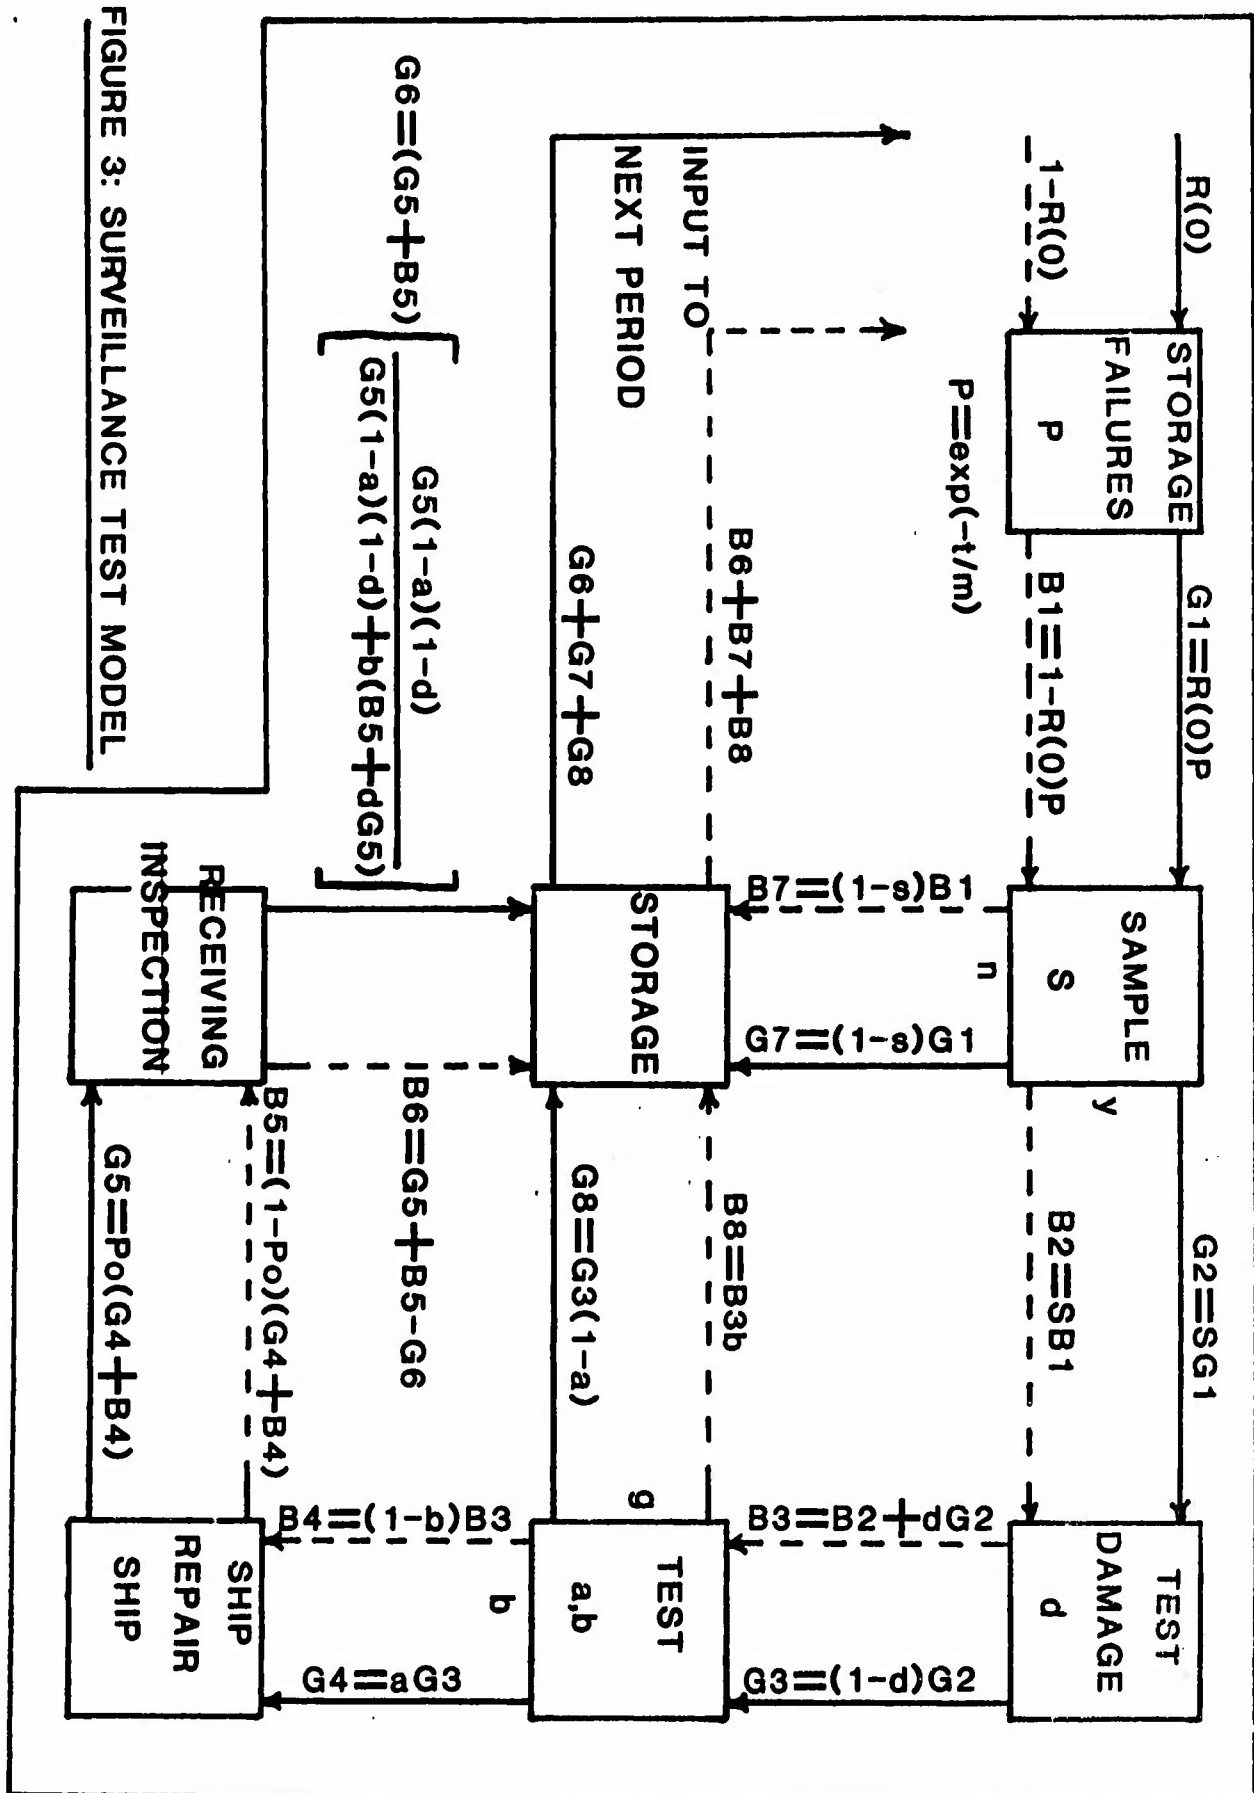 R(0)
1-R(0)
STORAGE
FAILURES
P
P=exp(-t/m)
G1=R(0)P
B1=1-R(0)P
SAMPLE
S
y
n
G2=SG1
B2=SB1
TEST
DAMAGE
d
B7=(1-s)B1
G7=(1-s)G1
B3=B2+dG2
G3=(1-d)G2
INPUT TO
NEXT PERIOD
B6+B7+B8
G6+G7+G8
STORAGE
B8=B3b
G8=G3(1-a)
g
TEST
a,b
b
G6=(G5+B5)
G5(1-a)(1-d)
G5(1-a)(1-d)+b(B5+dG5)
B6=G5+B5-G6
B4=(1-b)B3
G4=aG3
RECEIVING
INSPECTION
B5=(1-Po)(G4+B4)
G5=Po(G4+B4)
SHIP
REPAIR
SHIP
FIGURE 3: SURVEILLANCE TEST MODEL